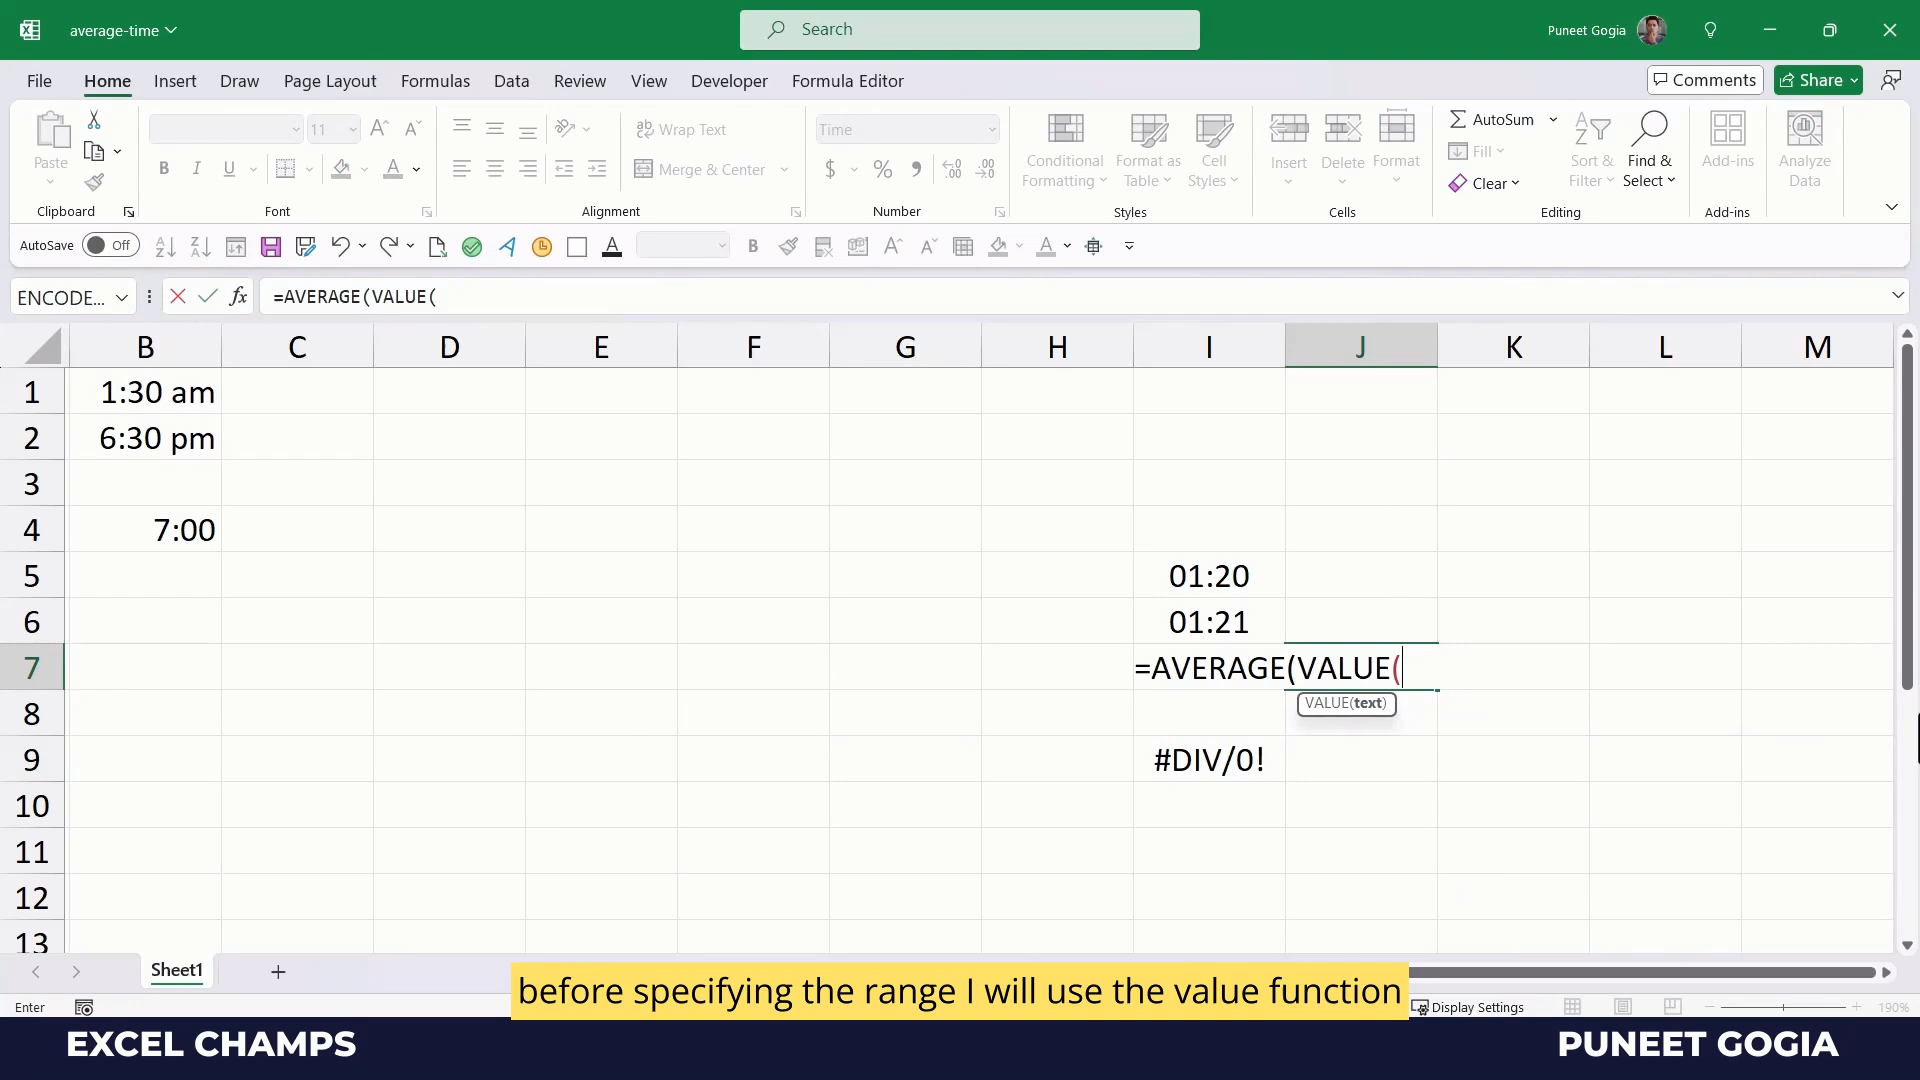 average-time
Search
Puneet Gogia
File Home Insert Draw Page Layout Formulas Data Review View Developer Formula Editor
Comments Share
Paste
11
B I U
ab Wrap Text
Merge & Center
Time
$ % 9 .00
Conditional Formatting
Format as Table
Cell Styles
Insert Delete Format
AutoSum
Fill
Clear
Sort & Filter
Find & Select
Add-ins
Analyze Data
Clipboard Font Alignment Number Styles Cells Editing Add-ins
AutoSave Off
ENCODE... fx =AVERAGE(VALUE(
B C D E F G H I J K L M
1 1:30 am
2 6:30 pm
3
4 7:00
5 01:20
6 01:21
7 =AVERAGE(VALUE(
VALUE(text)
8
9 #DIV/0!
10
11
12
13
Sheet1
before specifying the range I will use the value function
Enter Display Settings 190%
EXCEL CHAMPS PUNEET GOGIA